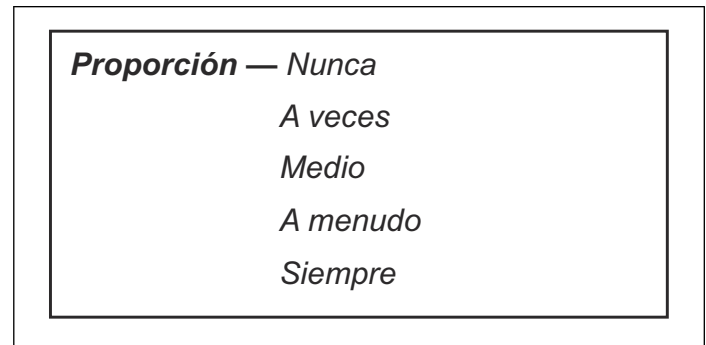 Proporción — Nunca
A veces
Medio
A menudo
Siempre